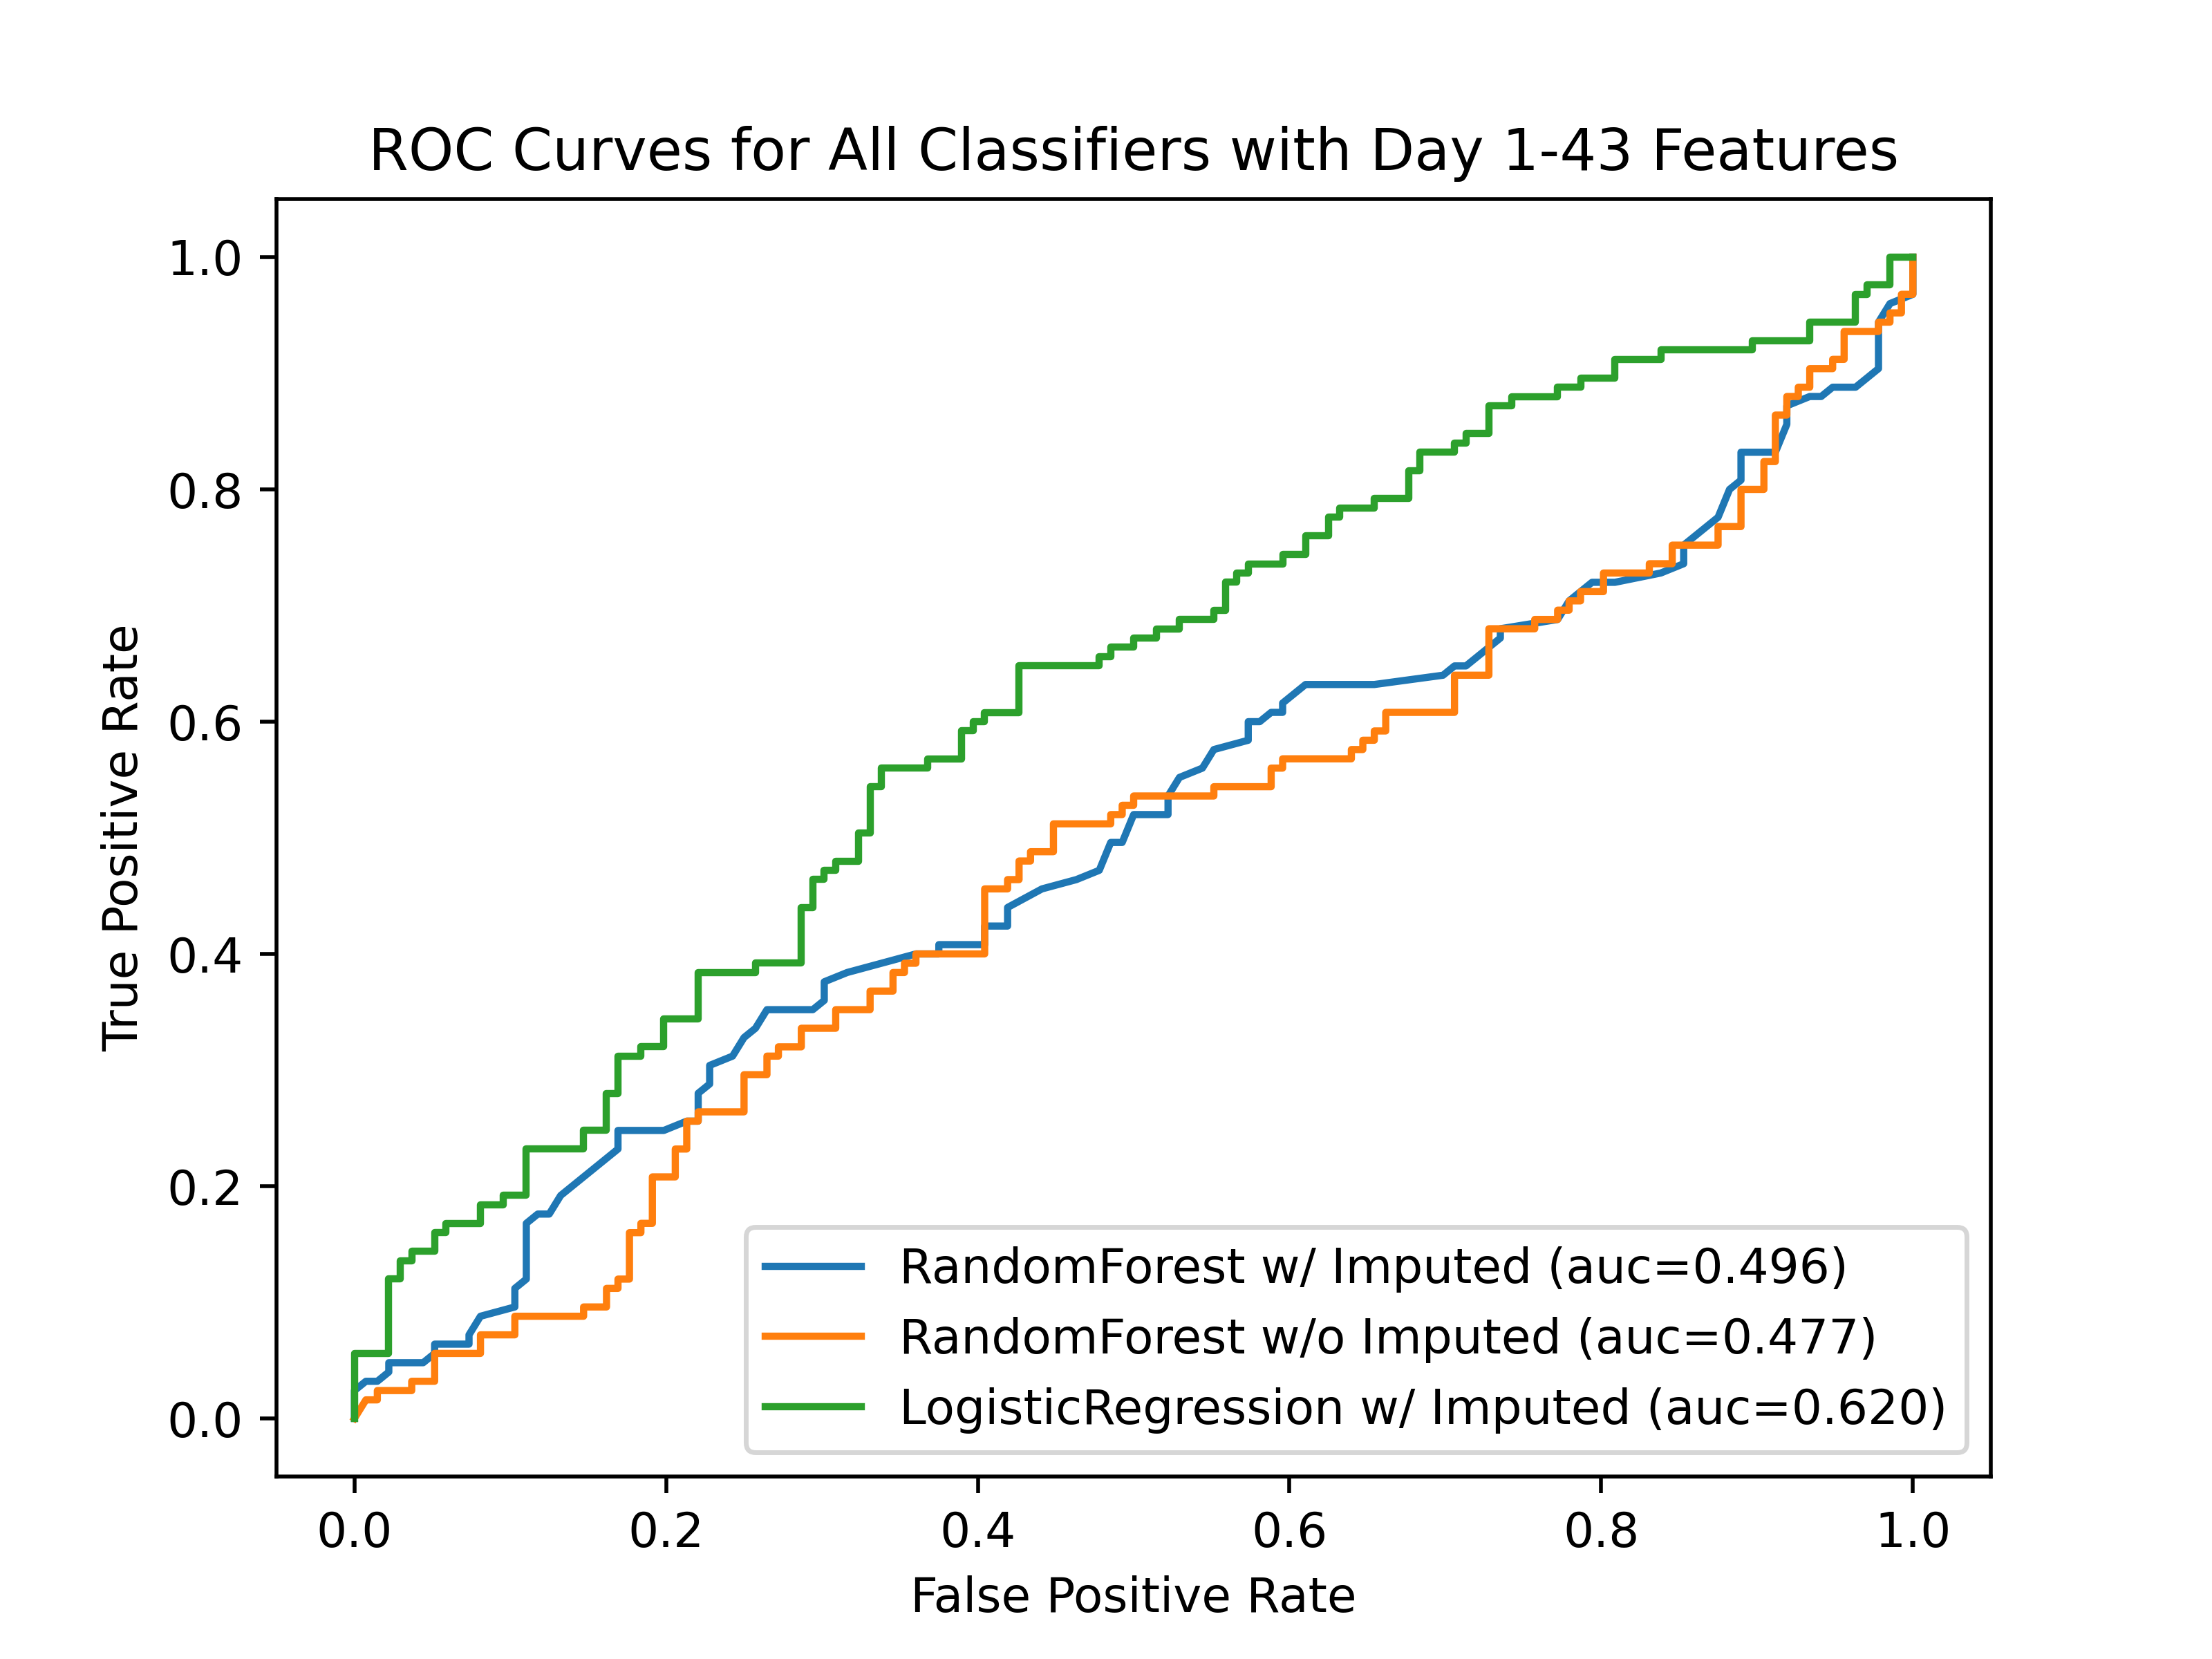 ROC Curves for All Classifiers with Day 1-43 Features
True Positive Rate
1.0
0.8
0.6
0.4
0.2
0.0
RandomForest w/ Imputed (auc=0.496)
RandomForest w/o Imputed (auc=0.477)
LogisticRegression w/ Imputed (auc=0.620)
0.0 0.2 0.4 0.6 0.8 1.0
False Positive Rate